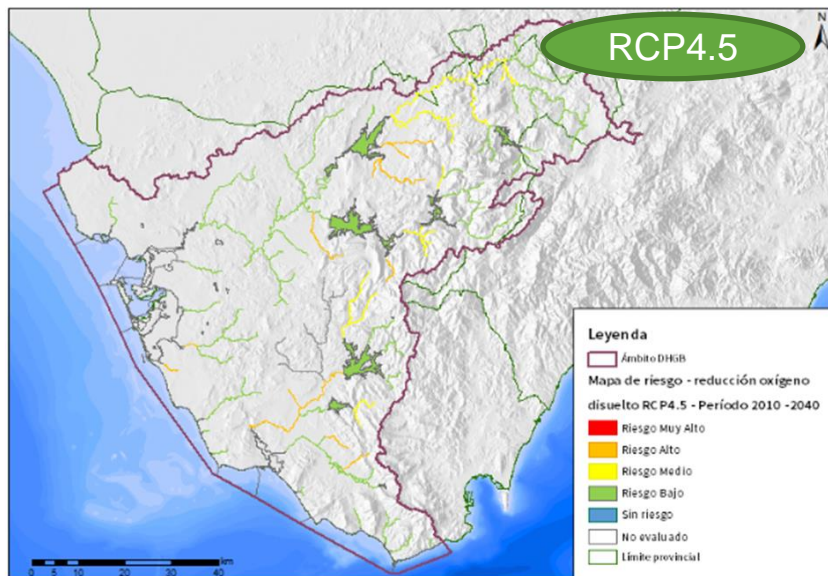 RCP4.5
N
Leyenda
Ámbito DHGB
Mapa de riesgo - reducción oxígeno
disuelto RCP4.5 - Período 2010 -2040
Riesgo Muy Alto
Riesgo Alto
Riesgo Medio
Riesgo Bajo
Sin riesgo
No evaluado
Límite provincial
km
0 5 10 20 30 40